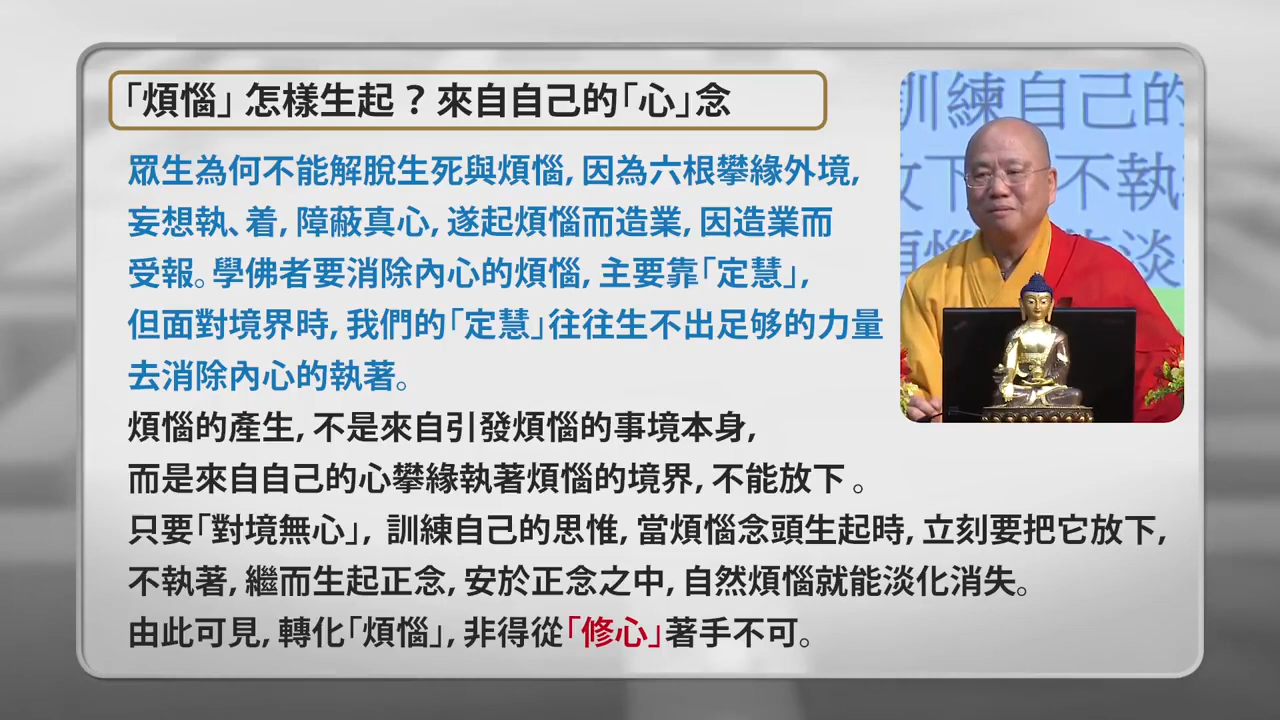 「煩惱」怎樣生起？來自自己的「心」念
眾生為何不能解脫生死與煩惱, 因為六根攀緣外境,
妄想執、着, 障蔽真心, 遂起煩惱而造業, 因造業而
受報。學佛者要消除內心的煩惱, 主要靠「定慧」,
但面對境界時, 我們的「定慧」往往生不出足够的力量
去消除內心的執著。
煩惱的產生, 不是來自引發煩惱的事境本身,
而是來自自己的心攀緣執著煩惱的境界, 不能放下。
只要「對境無心」, 訓練自己的思惟, 當煩惱念頭生起時, 立刻要把它放下,
不執著, 繼而生起正念, 安於正念之中, 自然煩惱就能淡化消失。
由此可見, 轉化「煩惱」, 非得從「修心」著手不可。
訓練自己的
放下 不執
煩惱 淡